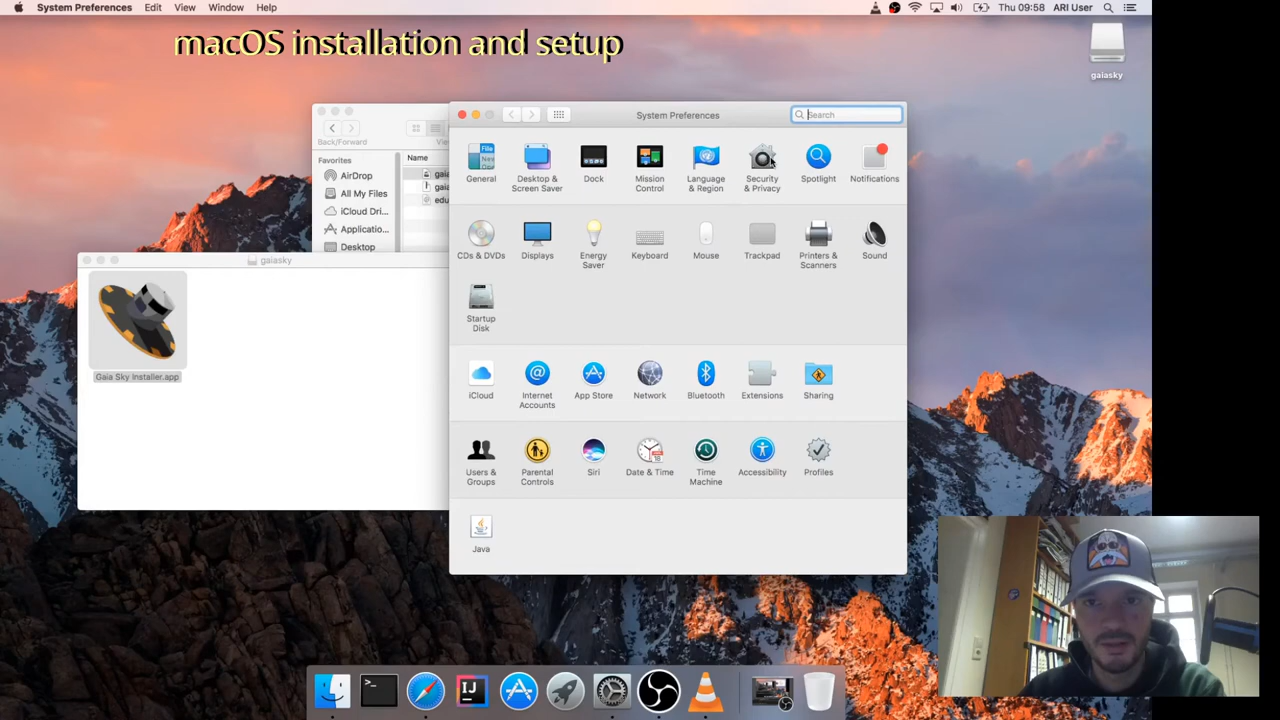 System Preferences File Edit View Window Help
Thu 09:58 ARI User
macOS installation and setup
gaiasky
System Preferences
Search
Back/Forward
Favorites
AirDrop
All My Files
iCloud Dri...
Applicatio...
Desktop
Name
gaia
gaia
edu
General
Desktop &
Screen Saver
Dock
Mission
Control
Language
& Region
Security
& Privacy
Spotlight
Notifications
CDs & DVDs
Displays
Energy
Saver
Keyboard
Mouse
Trackpad
Printers &
Scanners
Sound
Startup
Disk
iCloud
Internet
Accounts
App Store
Network
Bluetooth
Extensions
Sharing
Users &
Groups
Parental
Controls
Siri
Date & Time
Time
Machine
Accessibility
Profiles
Java
gaiasky
Gaia Sky Installer.app
>_
IJ